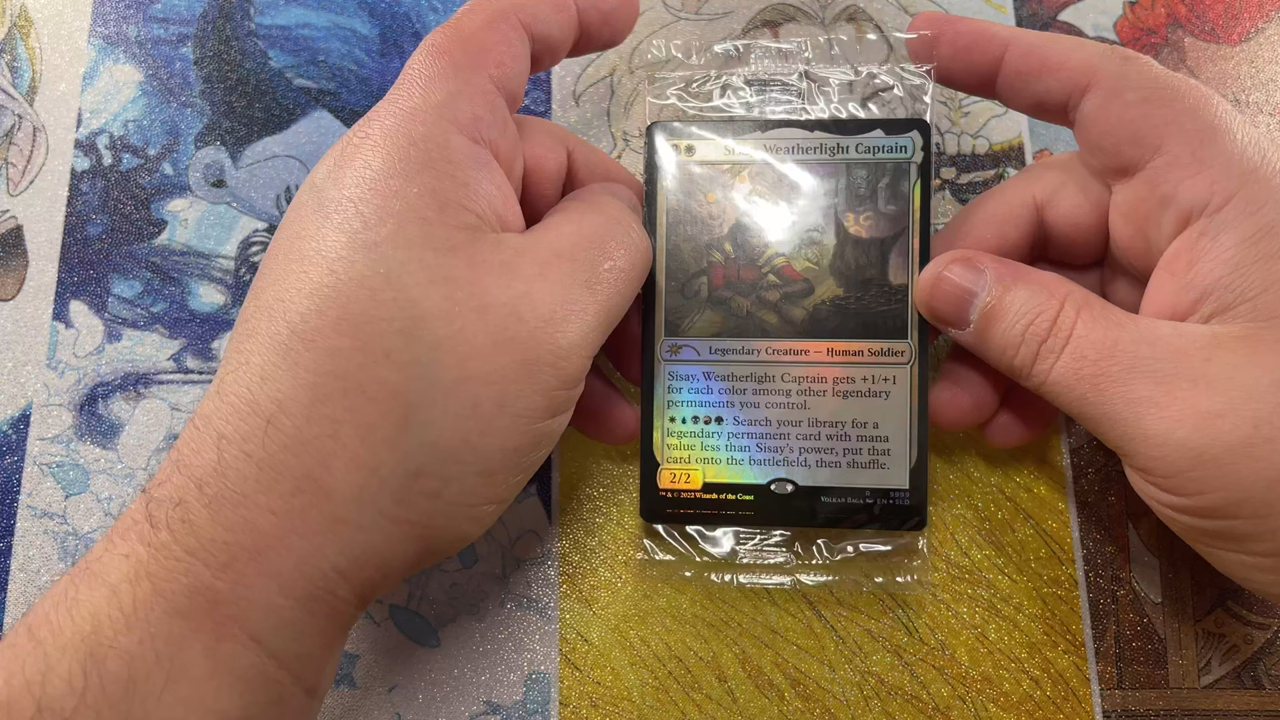 Sisay, Weatherlight Captain
Legendary Creature — Human Soldier
Sisay, Weatherlight Captain gets +1/+1
for each color among other legendary
permanents you control.
: Search your library for a
legendary permanent card with mana
value less than Sisay's power, put that
card onto the battlefield, then shuffle.
2/2
™ & © 2022 Wizards of the Coast
R 9999
VOLKAN BAGA EN★SLD